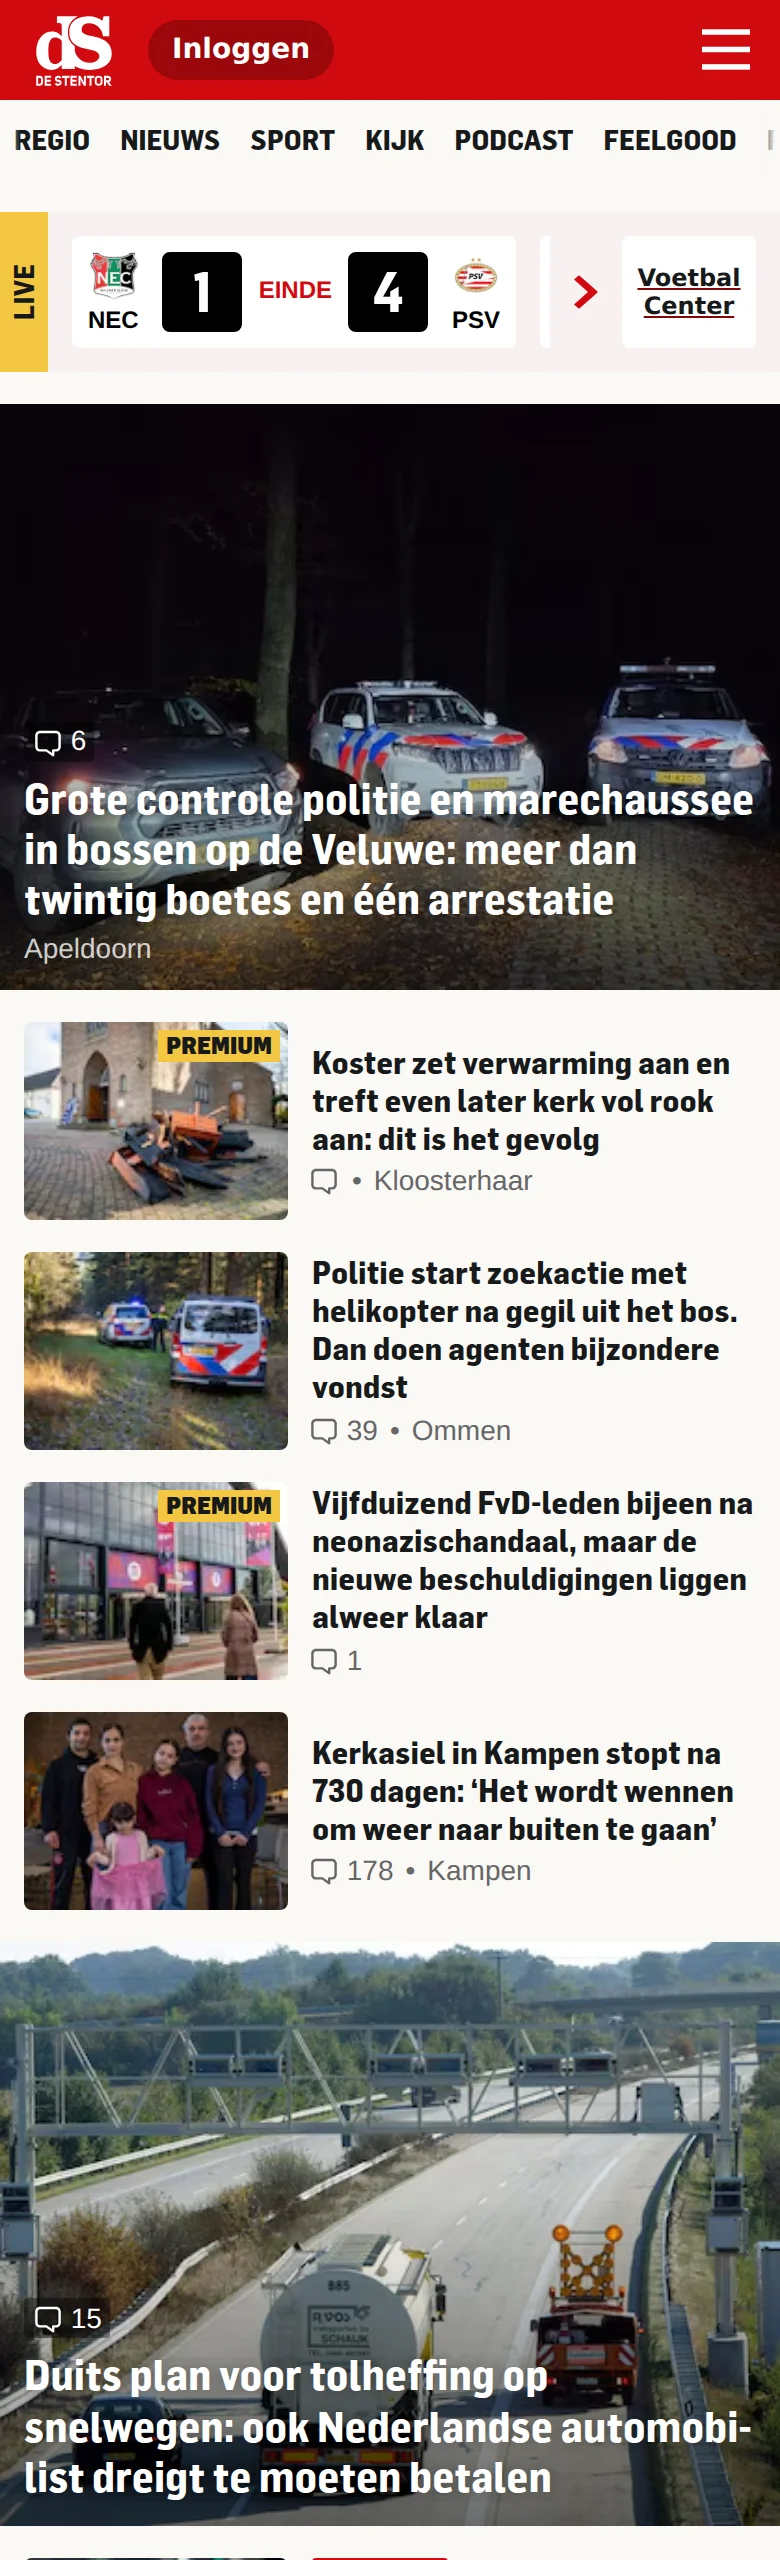 dS
DE STENTOR
Inloggen
REGIO NIEUWS SPORT KIJK PODCAST FEELGOOD
LIVE
NEC 1 EINDE 4 PSV
NEC
PSV
Voetbal
Center
6
Grote controle politie en marechaussee
in bossen op de Veluwe: meer dan
twintig boetes en één arrestatie
Apeldoorn
PREMIUM
Koster zet verwarming aan en
treft even later kerk vol rook
aan: dit is het gevolg
• Kloosterhaar
Politie start zoekactie met
helikopter na gegil uit het bos.
Dan doen agenten bijzondere
vondst
39 • Ommen
PREMIUM
Vijfduizend FvD-leden bijeen na
neonazischandaal, maar de
nieuwe beschuldigingen liggen
alweer klaar
1
Kerkasiel in Kampen stopt na
730 dagen: ‘Het wordt wennen
om weer naar buiten te gaan’
178 • Kampen
885
SCHALK
15
Duits plan voor tolheffing op
snelwegen: ook Nederlandse automobi-
list dreigt te moeten betalen